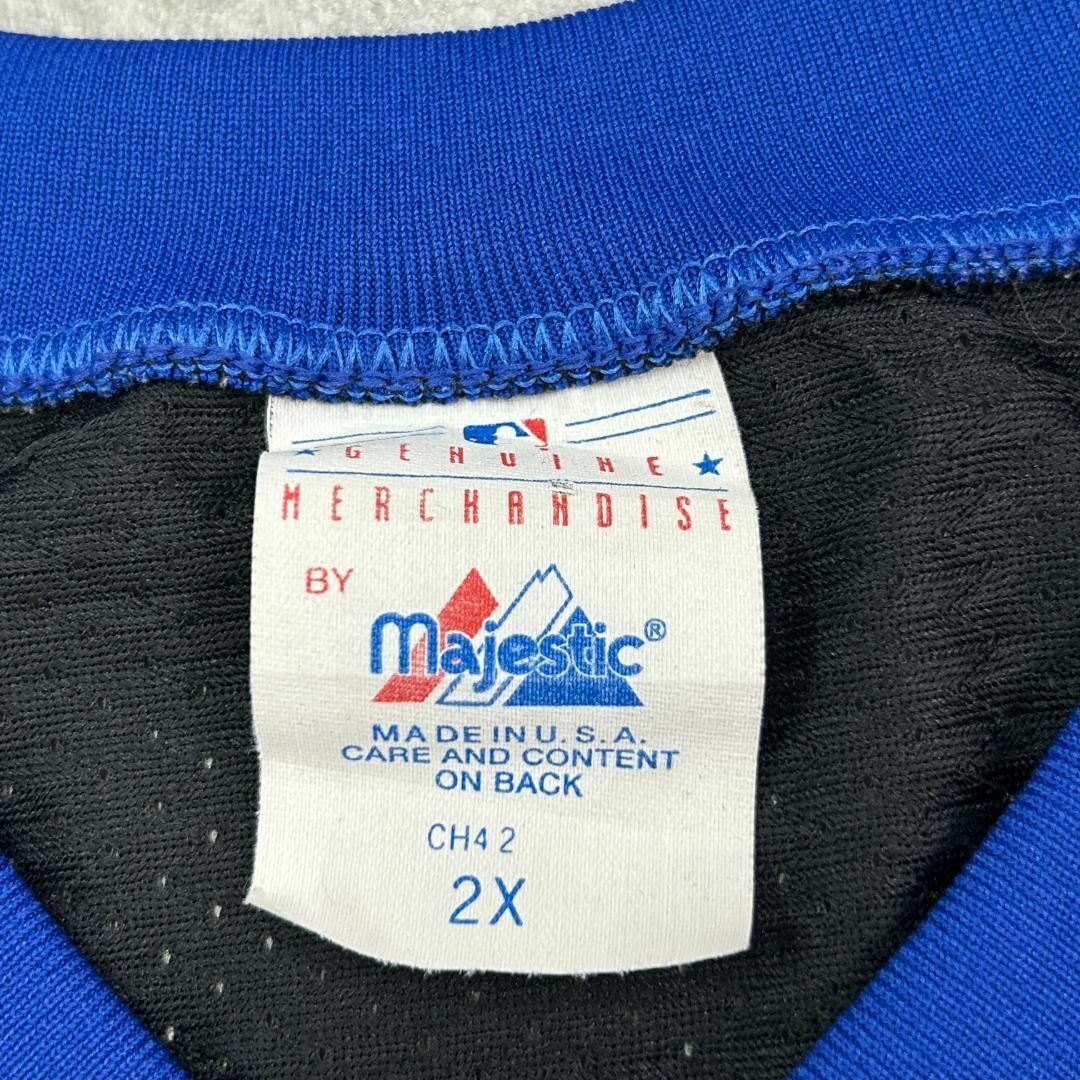 GENUINE
MERCHANDISE
BY
Majestic®
MADE IN U.S.A.
CARE AND CONTENT
ON BACK
CH4 2
2X